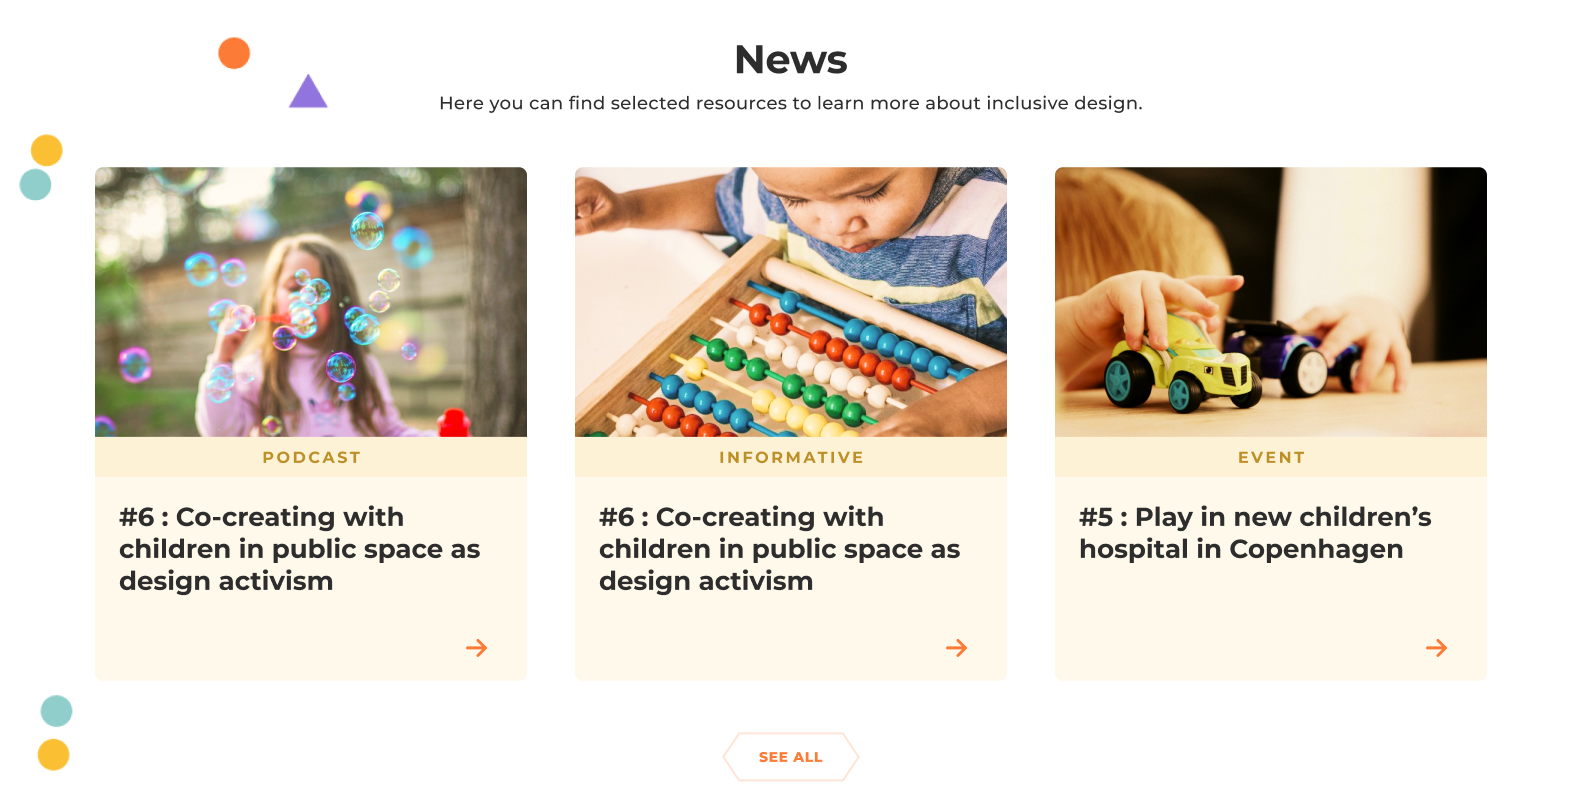 News
Here you can find selected resources to learn more about inclusive design.
PODCAST
#6 : Co-creating with
children in public space as
design activism
INFORMATIVE
#6 : Co-creating with
children in public space as
design activism
EVENT
#5 : Play in new children’s
hospital in Copenhagen
SEE ALL